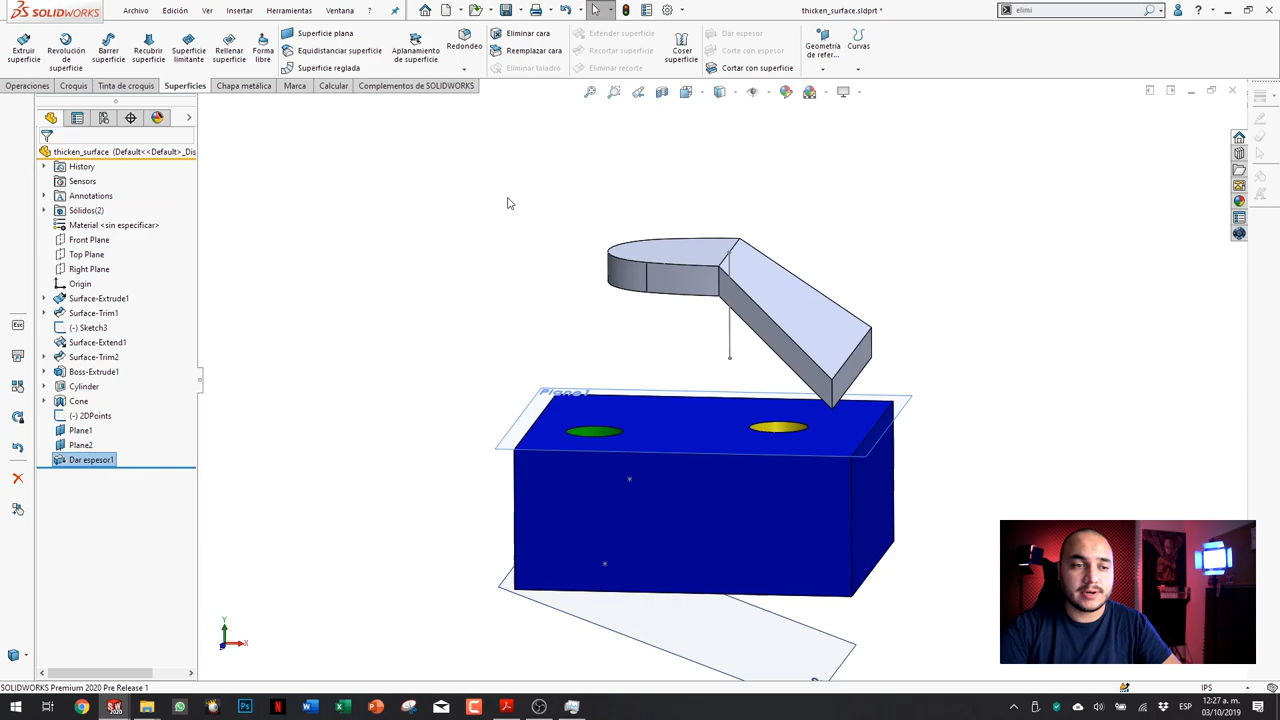 SOLIDWORKS
Archivo
Edición
Ver
Insertar
Herramientas
Ventana
?
thicken_surface.sldprt *
elimi
Extruir superficie
Revolución de superficie
Barrer superficie
Recubrir superficie
Superficie limitante
Rellenar superficie
Forma libre
Superficie plana
Equidistanciar superficie
Superficie reglada
Aplanamiento de superficie
Redondeo
Eliminar cara
Reemplazar cara
Eliminar taladro
Extender superficie
Recortar superficie
Eliminar recorte
Coser superficie
Dar espesor
Corte con espesor
Cortar con superficie
Geometría de refer...
Curvas
Operaciones
Croquis
Tinta de croquis
Superficies
Chapa metálica
Marca
Calcular
Complementos de SOLIDWORKS
thicken_surface (Default<<Default>_Dis
History
Sensors
Annotations
Sólidos(2)
Material <sin especificar>
Front Plane
Top Plane
Right Plane
Origin
Surface-Extrude1
Surface-Trim1
(-) Sketch3
Surface-Extend1
Surface-Trim2
Boss-Extrude1
Cylinder
Cone
(-) 2DPoints
Plane1
Plane2
Dar espesor1
Plane1
Esc
Y
X
SOLIDWORKS Premium 2020 Pre Release 1
IPS
ESP
12:27 a. m.
03/10/2019